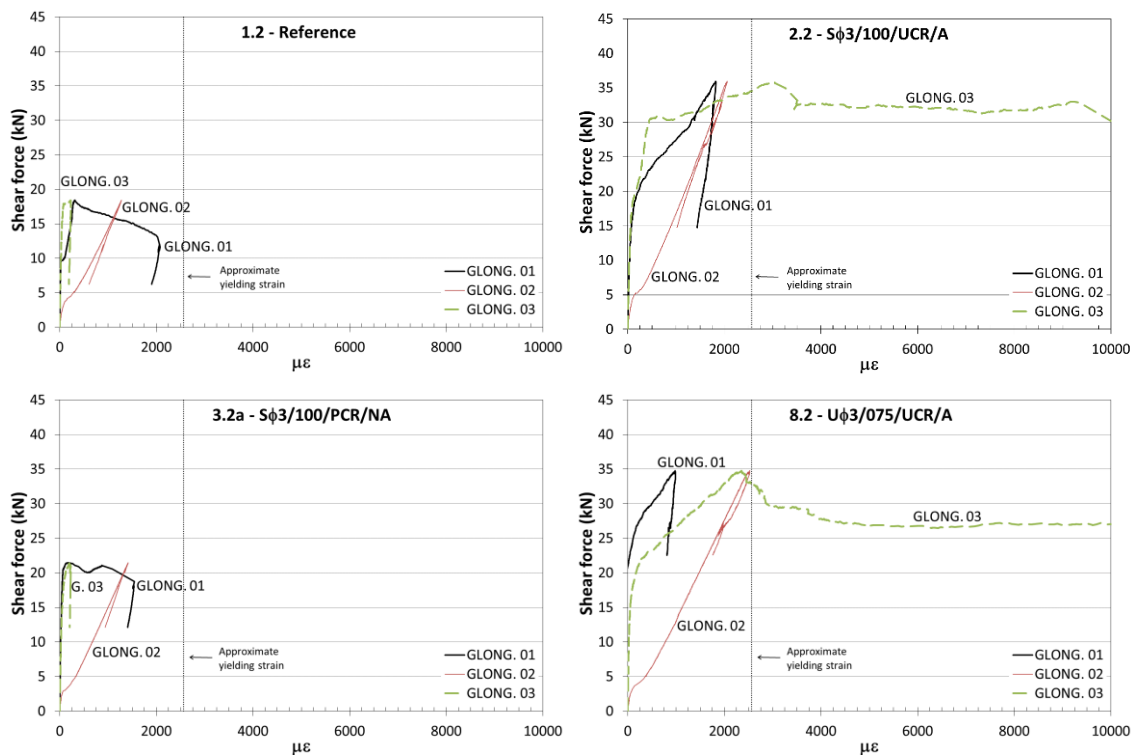 1.2 - Reference
45
40
35
30
25
20
15
10
5
0
Shear force (kN)
GLONG. 03
GLONG. 02
GLONG. 01
Approximate
yielding strain
GLONG. 01
GLONG. 02
GLONG. 03
0 2000 4000 6000 8000 10000
με
2.2 - Sϕ3/100/UCR/A
45
40
35
30
25
20
15
10
5
0
Shear force (kN)
GLONG. 03
GLONG. 01
GLONG. 02
Approximate
yielding strain
GLONG. 01
GLONG. 02
GLONG. 03
0 2000 4000 6000 8000 10000
με
3.2a - Sϕ3/100/PCR/NA
45
40
35
30
25
20
15
10
5
0
Shear force (kN)
G. 03
GLONG. 01
GLONG. 02
Approximate
yielding strain
GLONG. 01
GLONG. 02
GLONG. 03
0 2000 4000 6000 8000 10000
με
8.2 - Uϕ3/075/UCR/A
45
40
35
30
25
20
15
10
5
0
Shear force (kN)
GLONG. 01
GLONG. 03
GLONG. 02
Approximate
yielding strain
GLONG. 01
GLONG. 02
GLONG. 03
0 2000 4000 6000 8000 10000
με